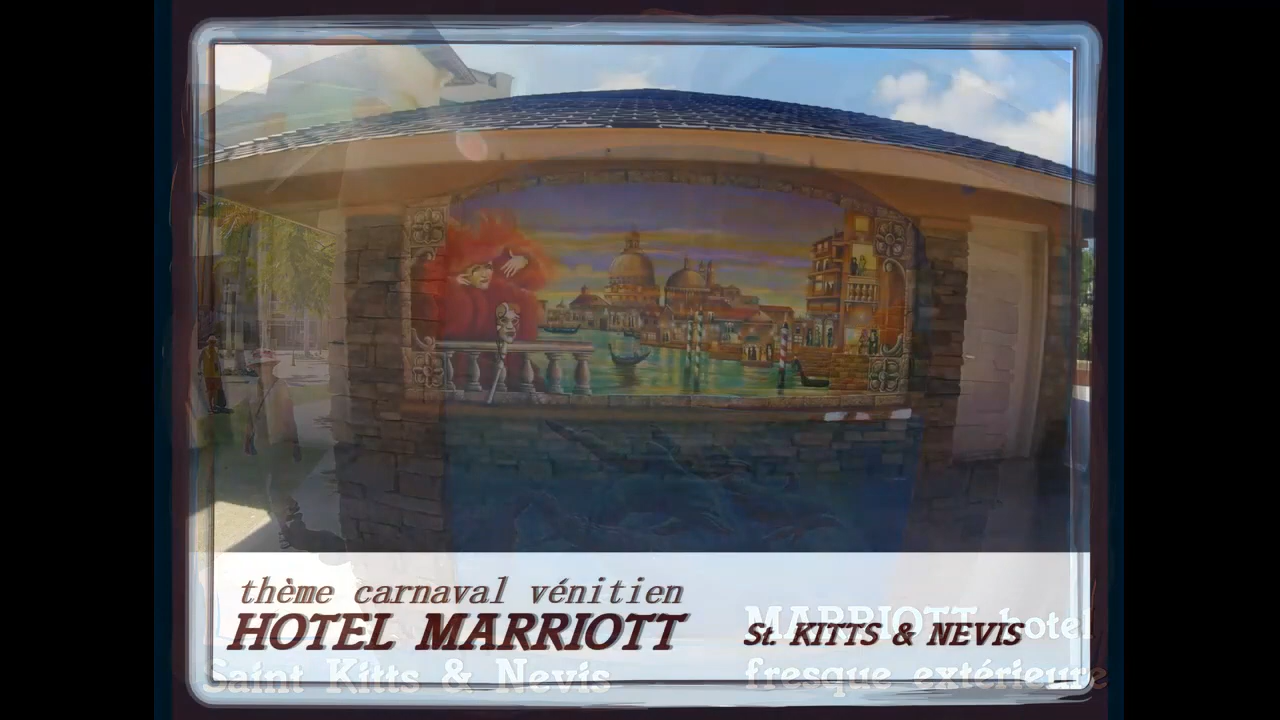 thème carnaval vénitien
HOTEL MARRIOTT
St. KITTS & NEVIS
MARRIOTT hotel
Saint Kitts & Nevis
fresque extérieure